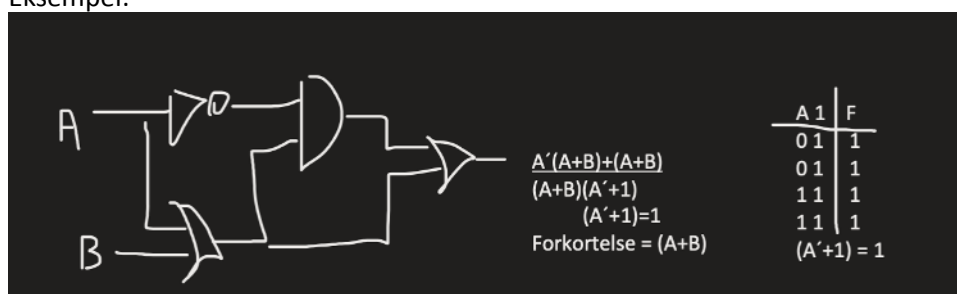 Eksempel:
A
B
A´(A+B)+(A+B)
(A+B)(A´+1)
(A´+1)=1
Forkortelse = (A+B)
A 1 F
0 1 1
0 1 1
1 1 1
1 1 1
(A´+1) = 1